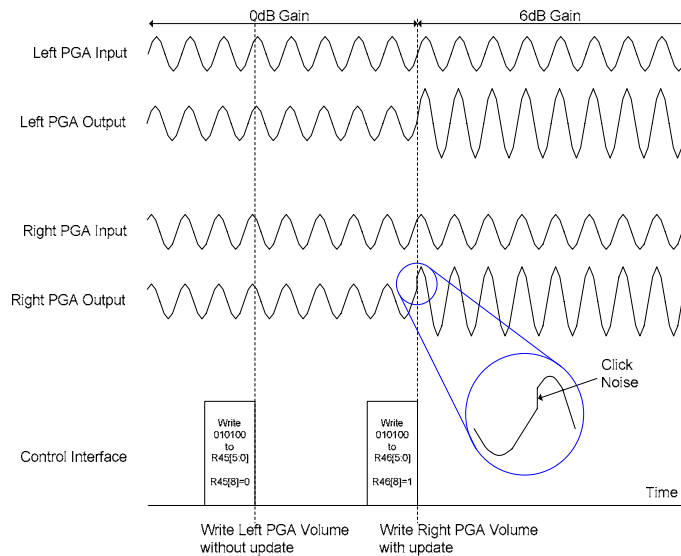 0dB Gain
6dB Gain
Left PGA Input
Left PGA Output
Right PGA Input
Right PGA Output
Click
Noise
Control Interface
Write
010100
to
R45[5:0]
R45[8]=0
Write
010100
to
R46[5:0]
R46[8]=1
Time
Write Left PGA Volume
without update
Write Right PGA Volume
with update